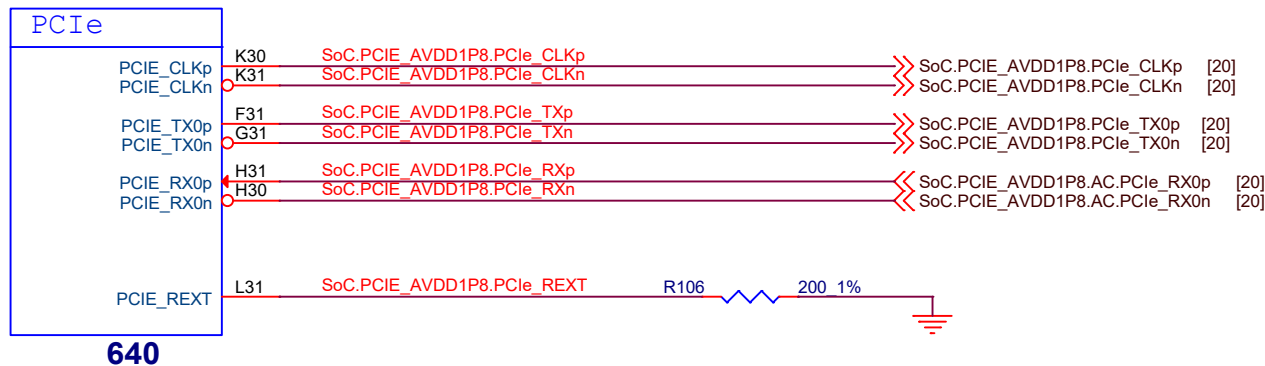 PCIe
PCIE_CLKp K30 SoC.PCIE_AVDD1P8.PCIe_CLKp SoC.PCIE_AVDD1P8.PCIe_CLKp [20]
PCIE_CLKn K31 SoC.PCIE_AVDD1P8.PCIe_CLKn SoC.PCIE_AVDD1P8.PCIe_CLKn [20]
PCIE_TX0p F31 SoC.PCIE_AVDD1P8.PCIe_TXp SoC.PCIE_AVDD1P8.PCIe_TX0p [20]
PCIE_TX0n G31 SoC.PCIE_AVDD1P8.PCIe_TXn SoC.PCIE_AVDD1P8.PCIe_TX0n [20]
PCIE_RX0p H31 SoC.PCIE_AVDD1P8.PCIe_RXp SoC.PCIE_AVDD1P8.AC.PCIe_RX0p [20]
PCIE_RX0n H30 SoC.PCIE_AVDD1P8.PCIe_RXn SoC.PCIE_AVDD1P8.AC.PCIe_RX0n [20]
PCIE_REXT L31 SoC.PCIE_AVDD1P8.PCIe_REXT R106 200_1%
640